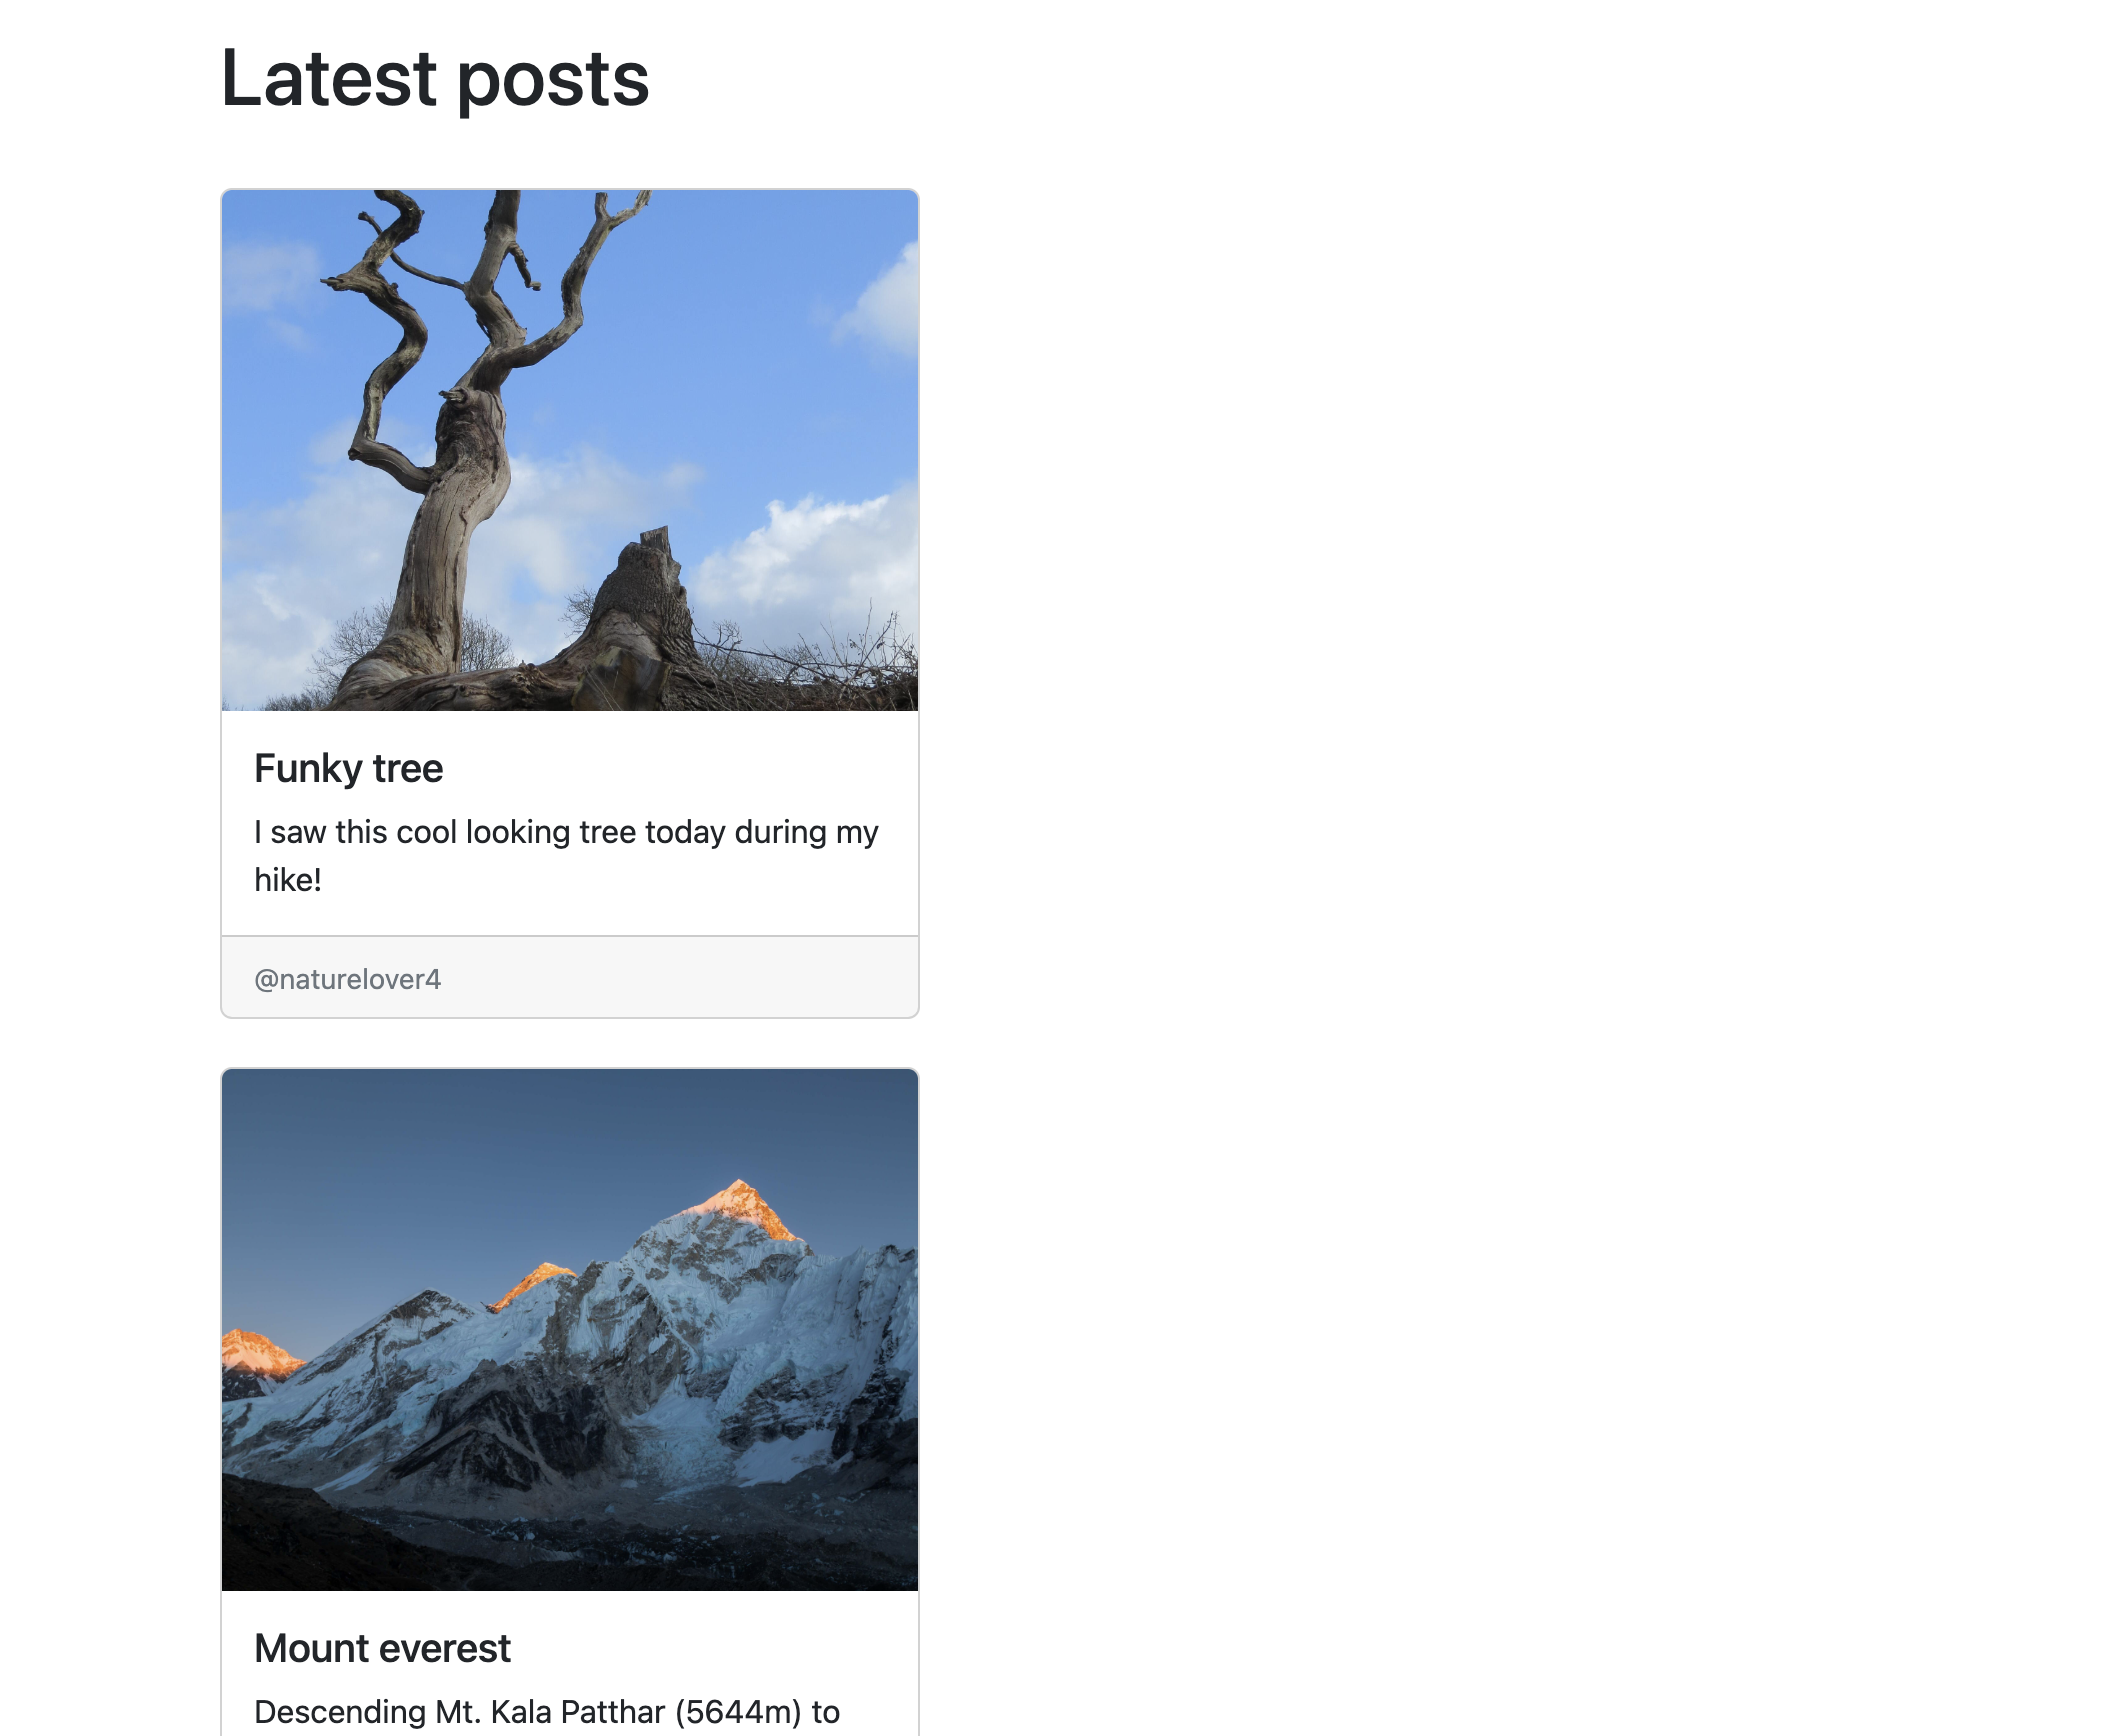 Latest posts
Funky tree
I saw this cool looking tree today during my
hike!
@naturelover4
Mount everest
Descending Mt. Kala Patthar (5644m) to